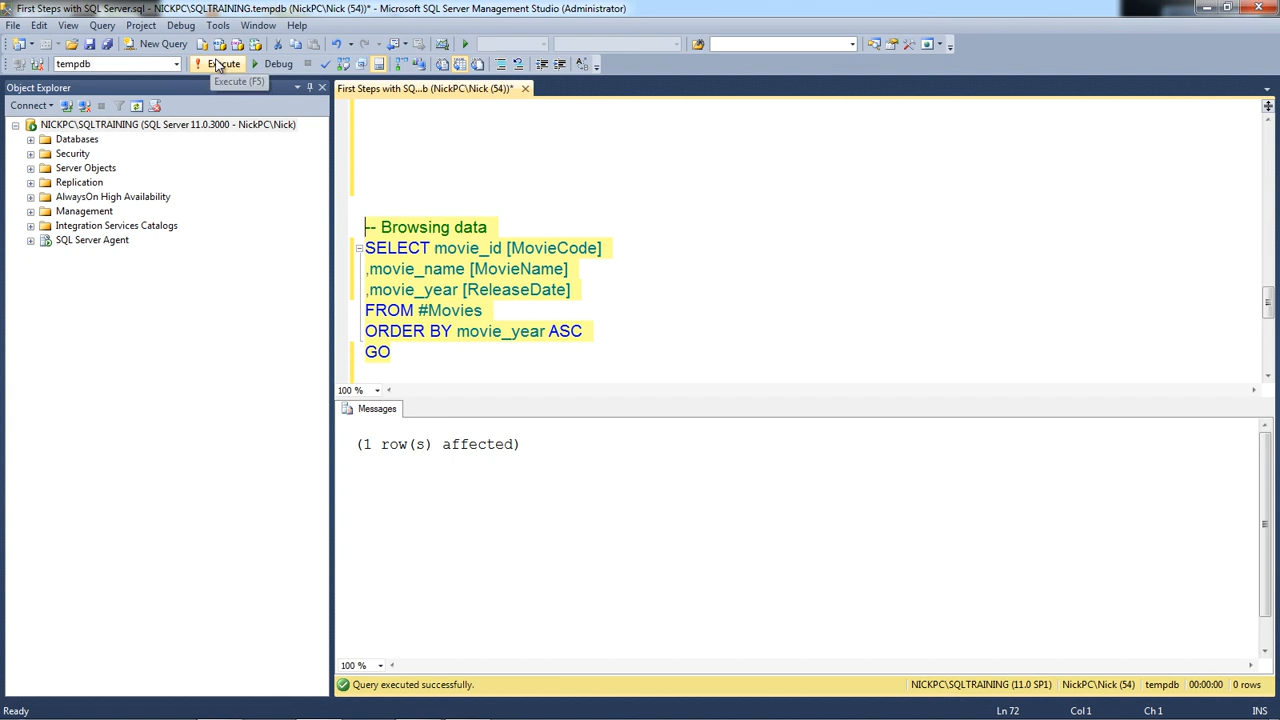 First Steps with SQL Server.sql - NICKPC\SQLTRAINING.tempdb (NickPC\Nick (54))* - Microsoft SQL Server Management Studio (Administrator)
File Edit View Query Project Debug Tools Window Help
New Query
tempdb Execute Debug
Execute (F5)
Object Explorer
First Steps with SQ...b (NickPC\Nick (54))*
Connect
NICKPC\SQLTRAINING (SQL Server 11.0.3000 - NickPC\Nick)
Databases
Security
Server Objects
Replication
AlwaysOn High Availability
Management
Integration Services Catalogs
SQL Server Agent
-- Browsing data
SELECT movie_id [MovieCode]
,movie_name [MovieName]
,movie_year [ReleaseDate]
FROM #Movies
ORDER BY movie_year ASC
GO
100 %
Messages
(1 row(s) affected)
100 %
Query executed successfully. NICKPC\SQLTRAINING (11.0 SP1) NickPC\Nick (54) tempdb 00:00:00 0 rows
Ready Ln 72 Col 1 Ch 1 INS